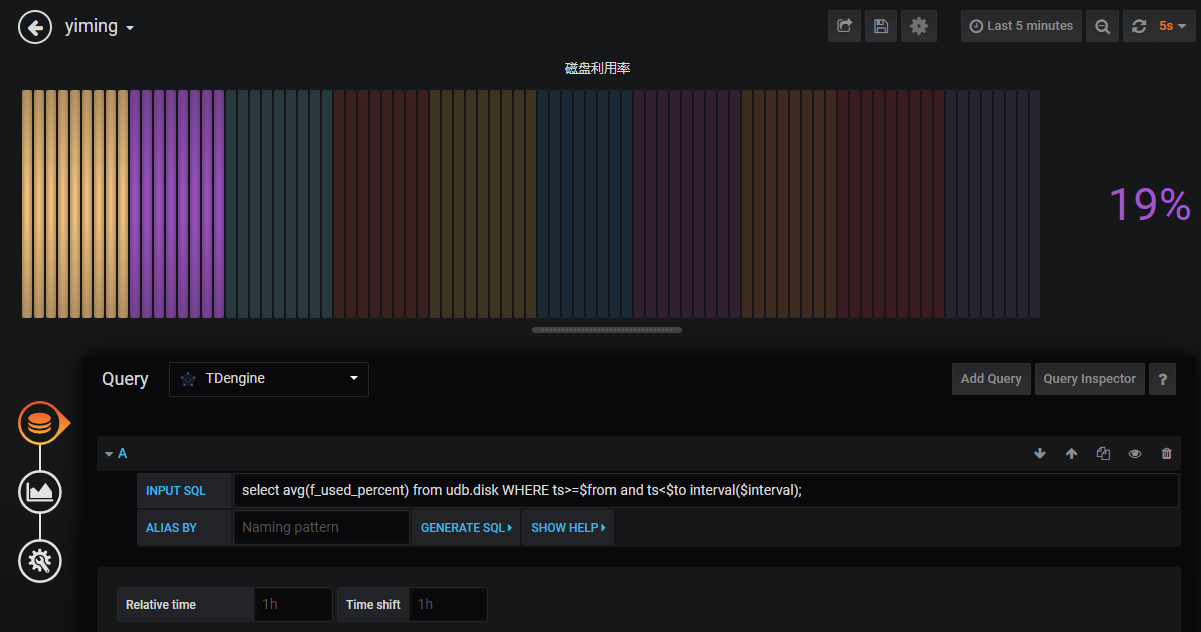 yiming
Last 5 minutes
5s
磁盘利用率
19%
Query
TDengine
Add Query
Query Inspector
?
A
INPUT SQL
select avg(f_used_percent) from udb.disk WHERE ts>=$from and ts<$to interval($interval);
ALIAS BY
Naming pattern
GENERATE SQL
SHOW HELP
Relative time
1h
Time shift
1h